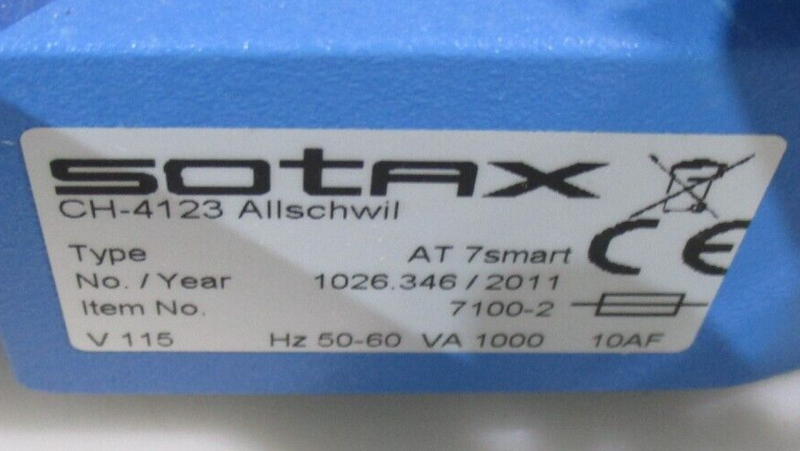 sotax
CH-4123 Allschwil
Type AT 7smart
No. / Year 1026.346 / 2011
Item No. 7100-2
V 115 Hz 50-60 VA 1000 10AF
CE